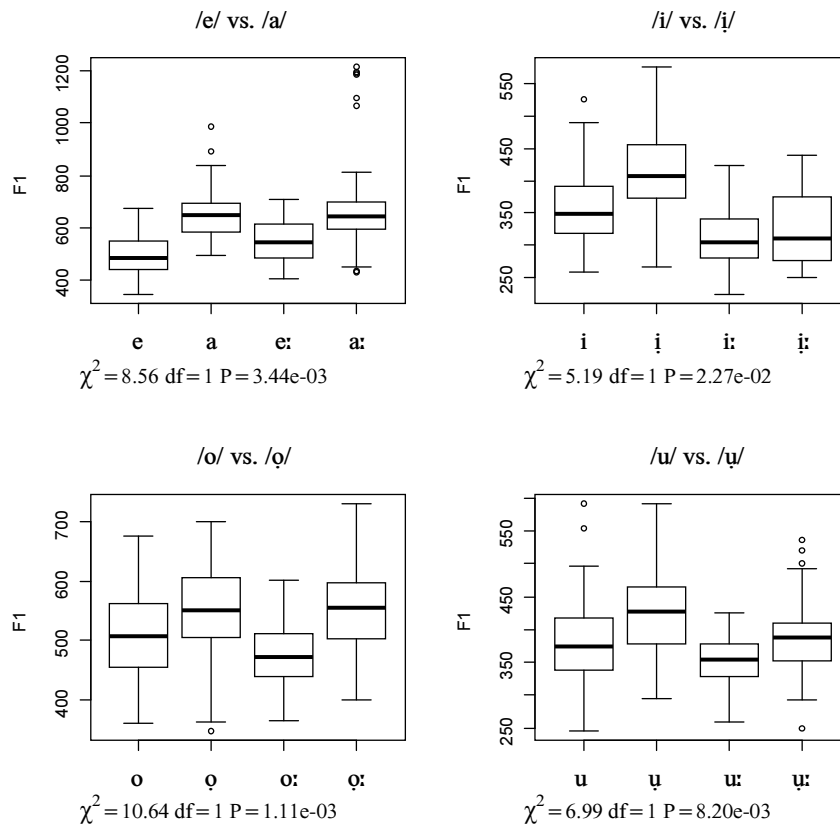 /e/ vs. /a/
F1
1200
1000
800
600
400
e a eː aː
χ² = 8.56 df = 1 P = 3.44e-03
/i/ vs. /ị/
F1
550
450
350
250
i ị iː ịː
χ² = 5.19 df = 1 P = 2.27e-02
/o/ vs. /ọ/
F1
700
600
500
400
o ọ oː ọː
χ² = 10.64 df = 1 P = 1.11e-03
/u/ vs. /ụ/
F1
550
450
350
250
u ụ uː ụː
χ² = 6.99 df = 1 P = 8.20e-03